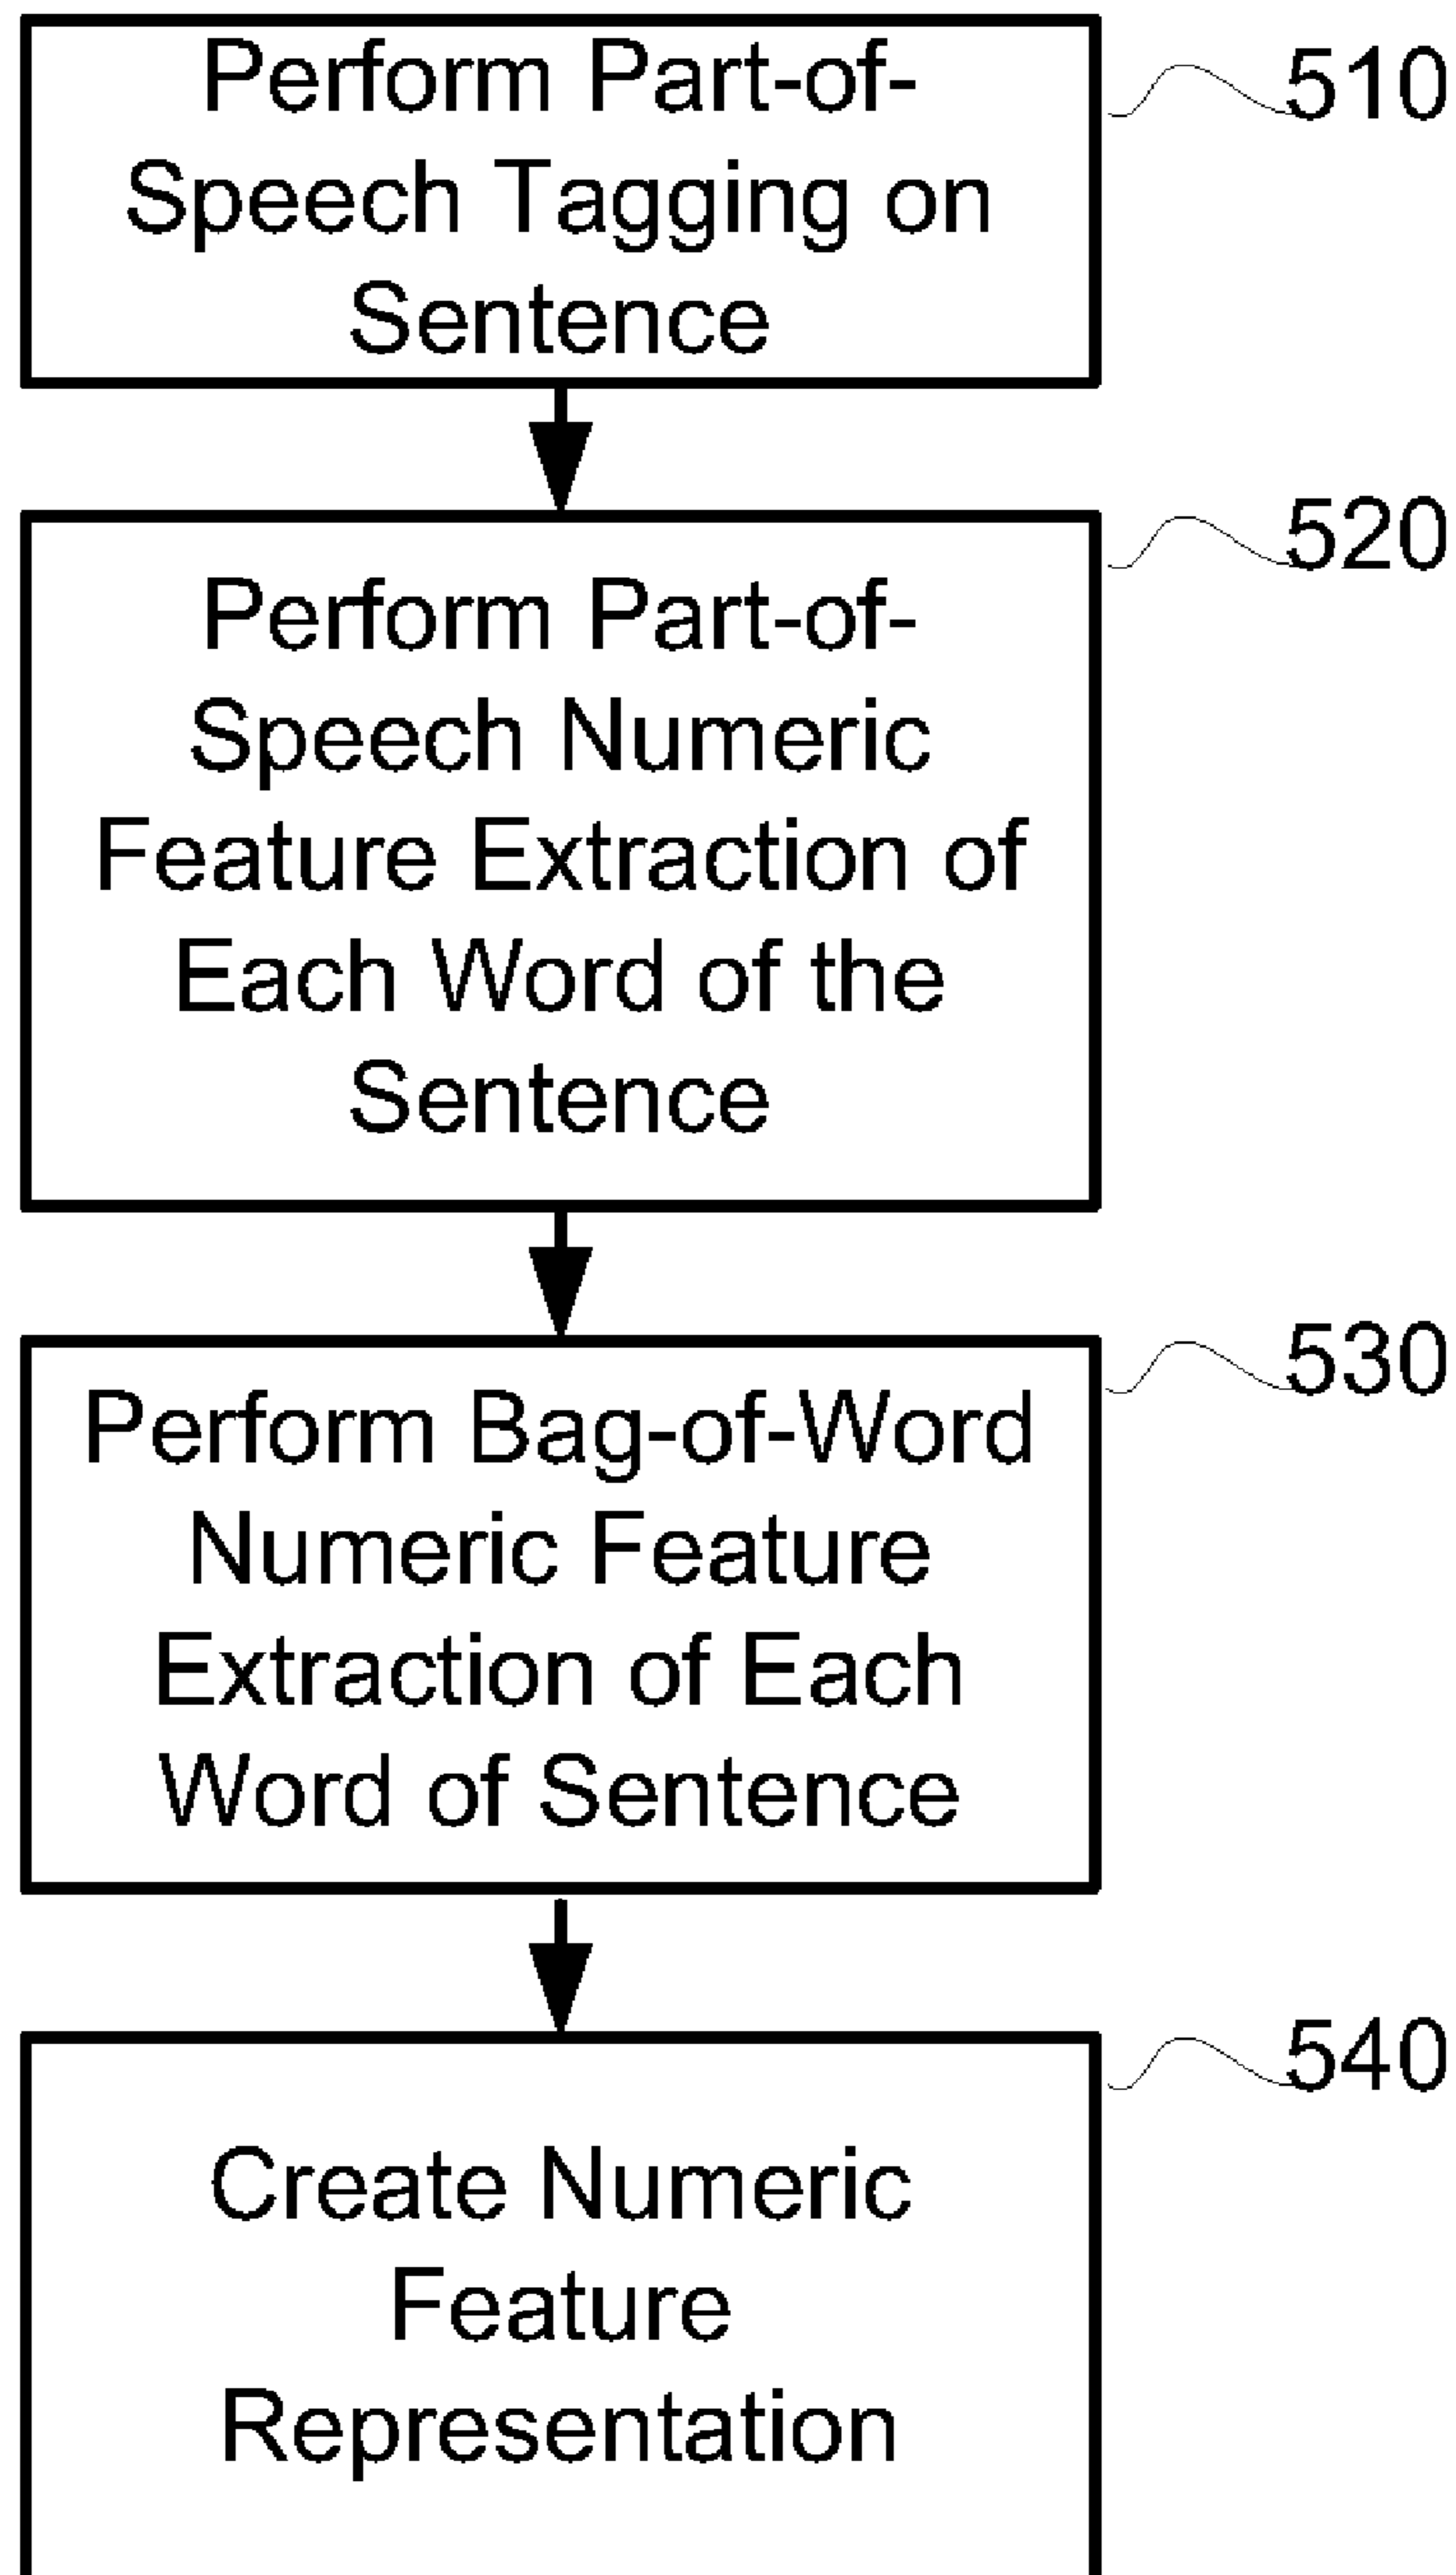 Perform Part-of-
Speech Tagging on
Sentence
510
Perform Part-of-
Speech Numeric
Feature Extraction of
Each Word of the
Sentence
520
Perform Bag-of-Word
Numeric Feature
Extraction of Each
Word of Sentence
530
Create Numeric
Feature
Representation
540